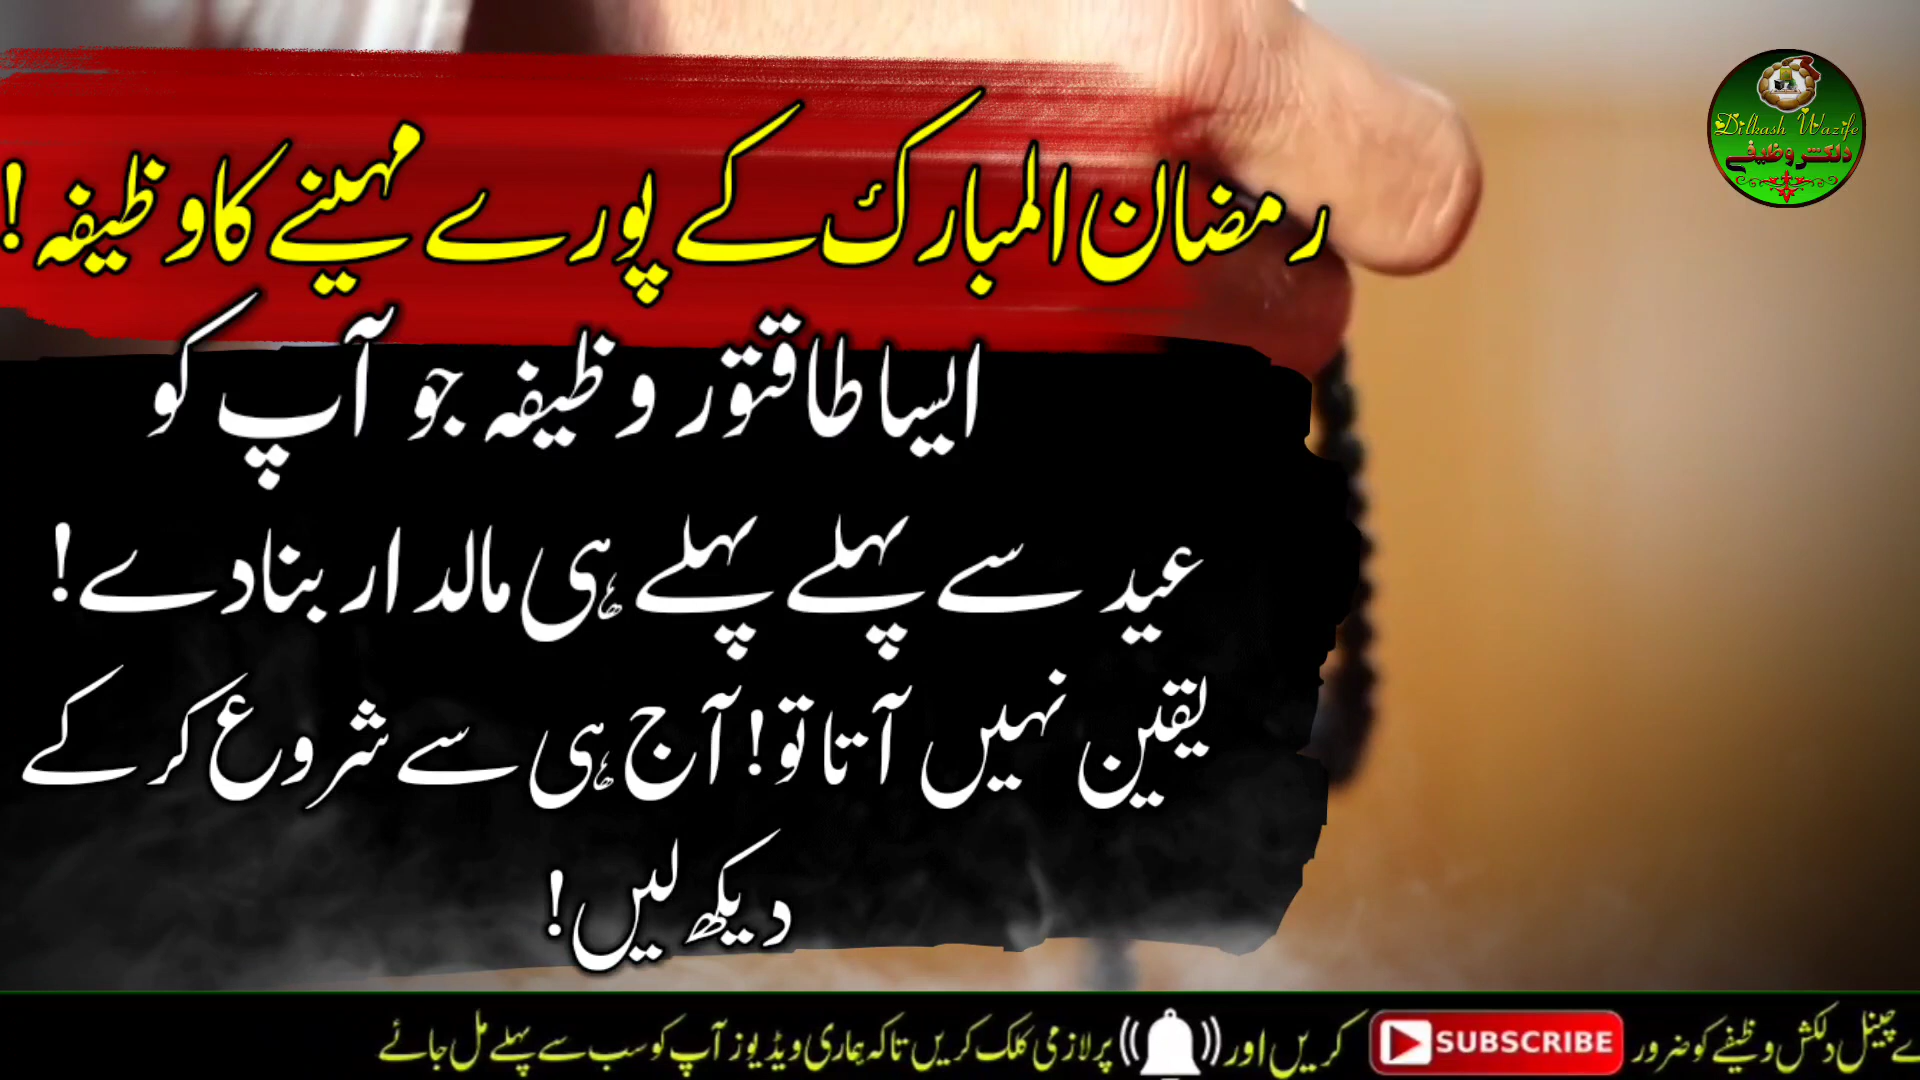 Dilkash Wazife
دلکش وظیفے
رمضان المبارک کے پورے مہینے کا وظیفہ!
ایسا طاقتور وظیفہ جو آپ کو
عید سے پہلے پہلے ہی مالدار بنا دے!
یقین نہیں آتا تو! آج ہی سے شروع کر کے
دیکھ لیں!
چینل دلکش وظیفے کو ضرور SUBSCRIBE کریں اور پر لازمی کلک کریں تاکہ ہماری ویڈیوز آپ کو سب سے پہلے مل جائے